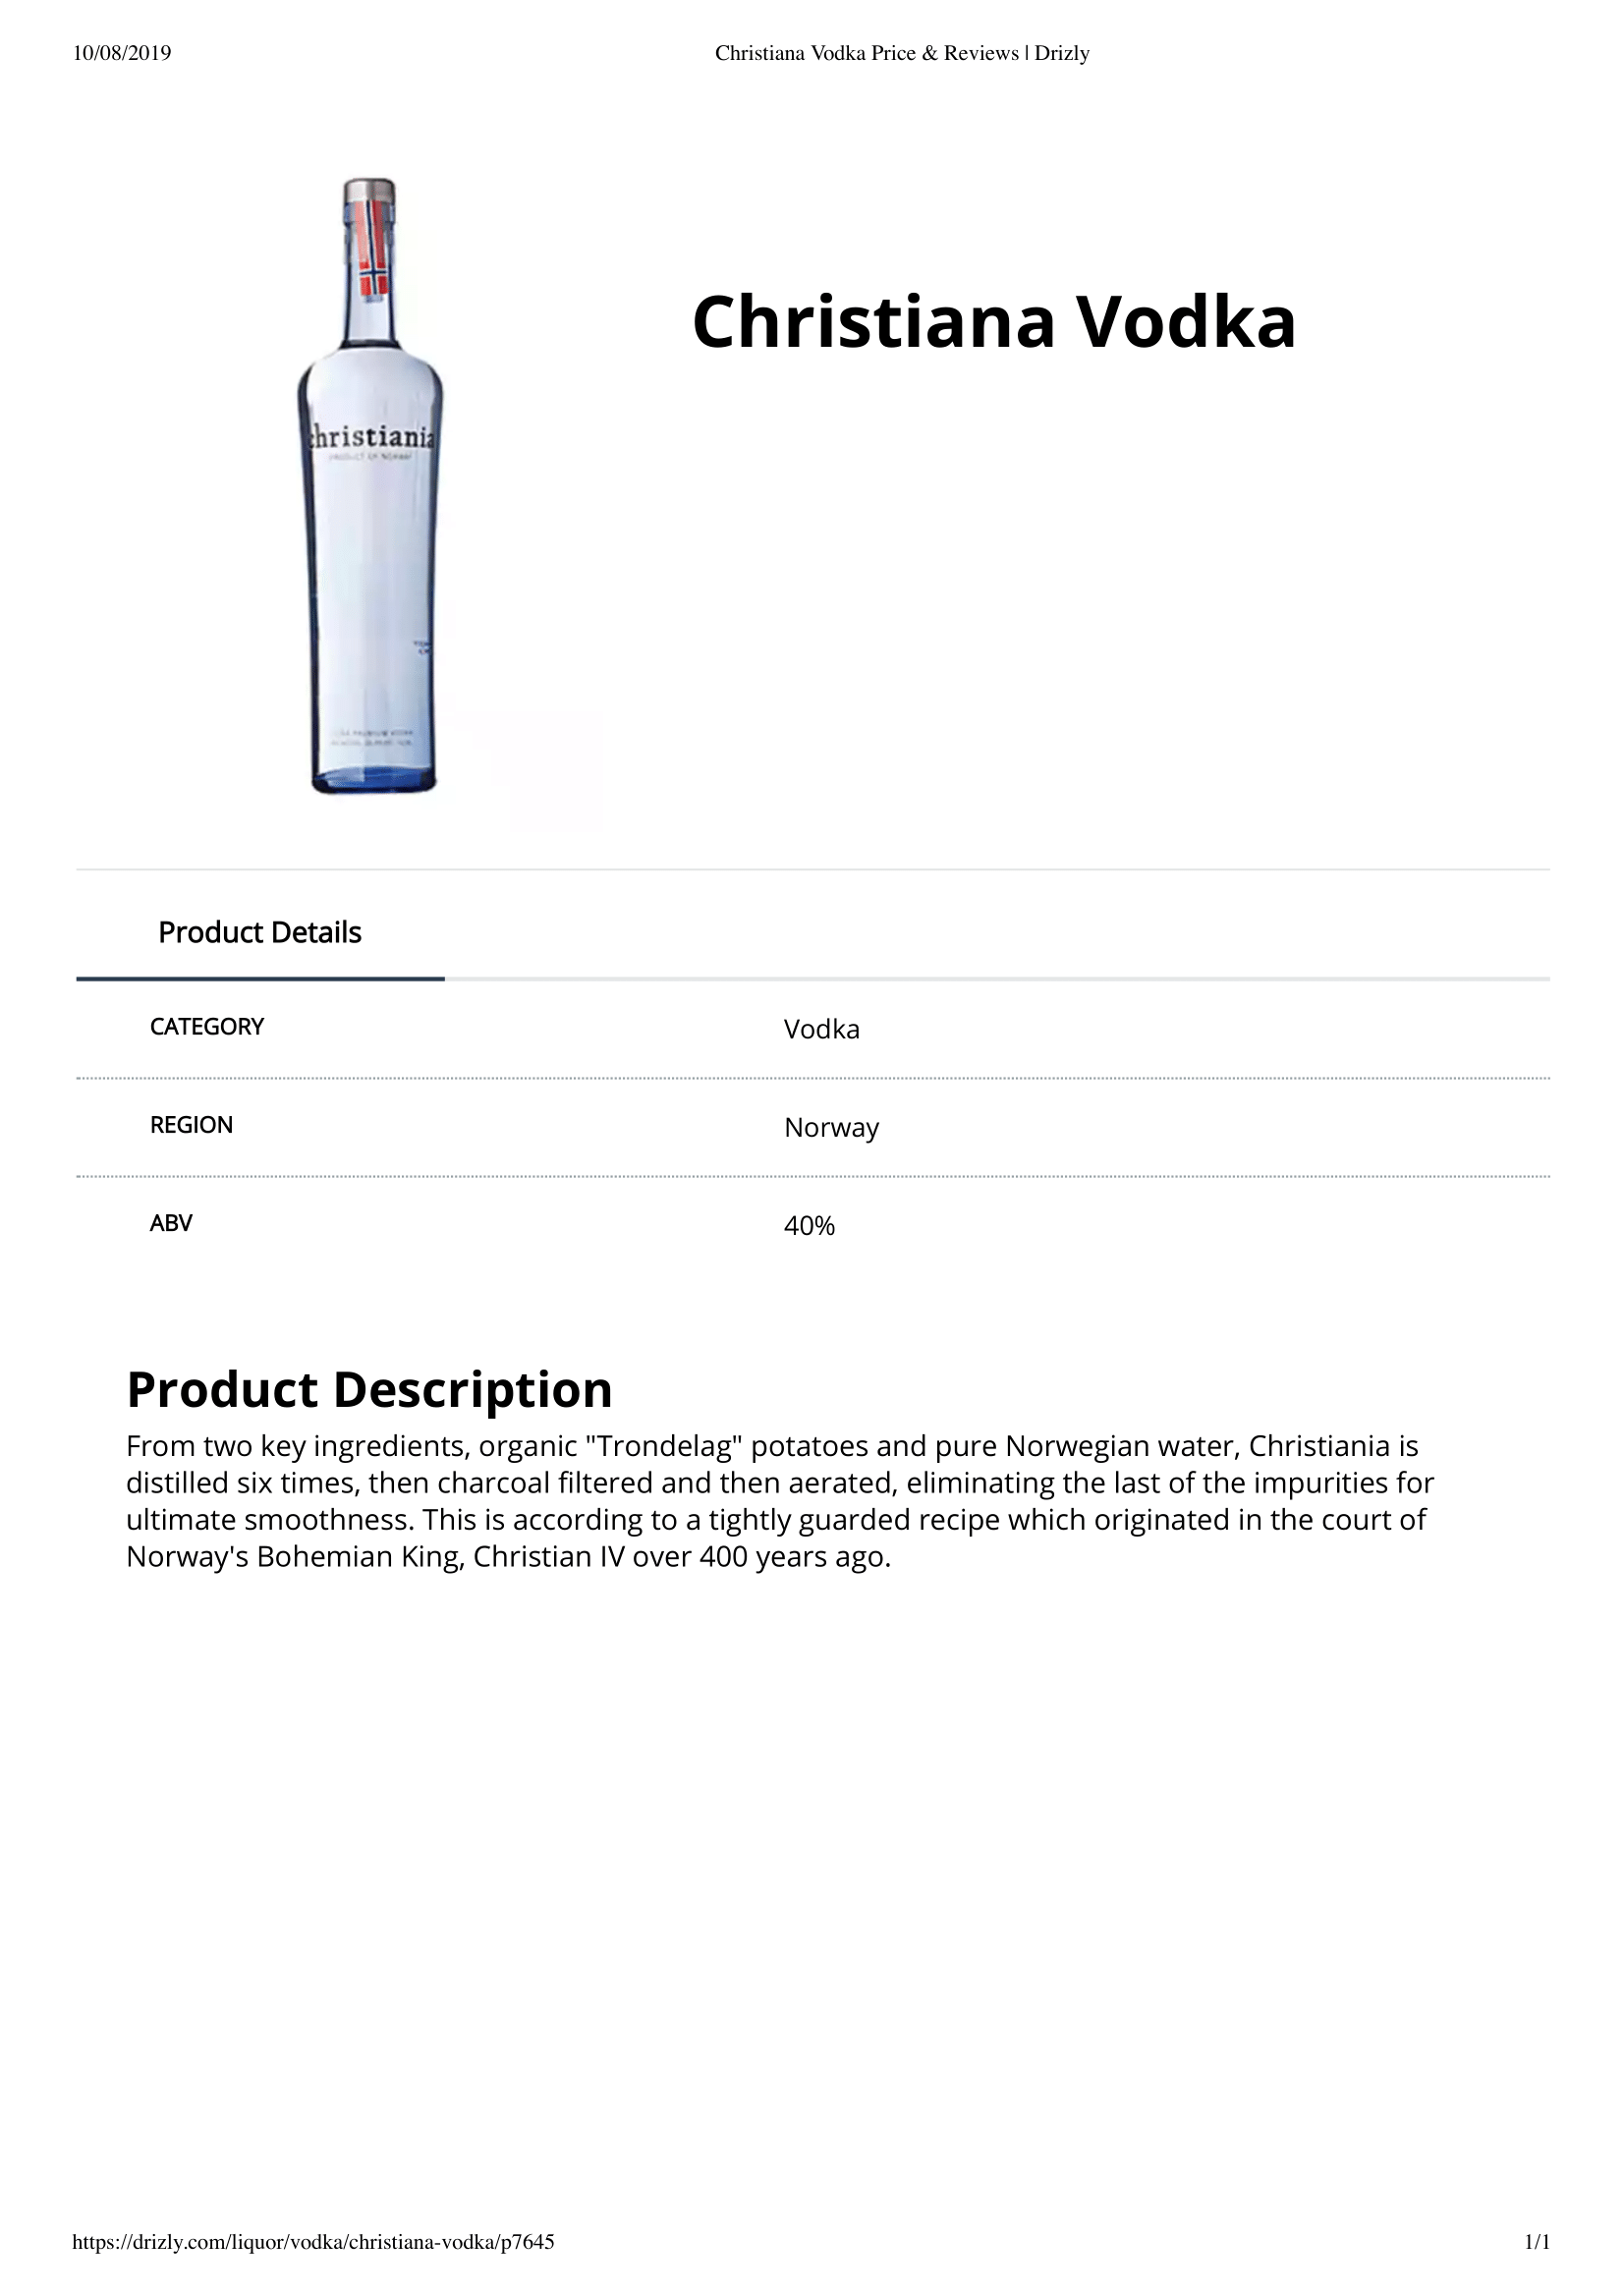 10/08/2019
Christiana Vodka Price & Reviews | Drizly
Christiana Vodka
christiania
PRODUCT OF NORWAY
Product Details
CATEGORY
Vodka
REGION
Norway
ABV
40%
Product Description
From two key ingredients, organic "Trondelag" potatoes and pure Norwegian water, Christiania is
distilled six times, then charcoal filtered and then aerated, eliminating the last of the impurities for
ultimate smoothness. This is according to a tightly guarded recipe which originated in the court of
Norway's Bohemian King, Christian IV over 400 years ago.
https://drizly.com/liquor/vodka/christiana-vodka/p7645
1/1